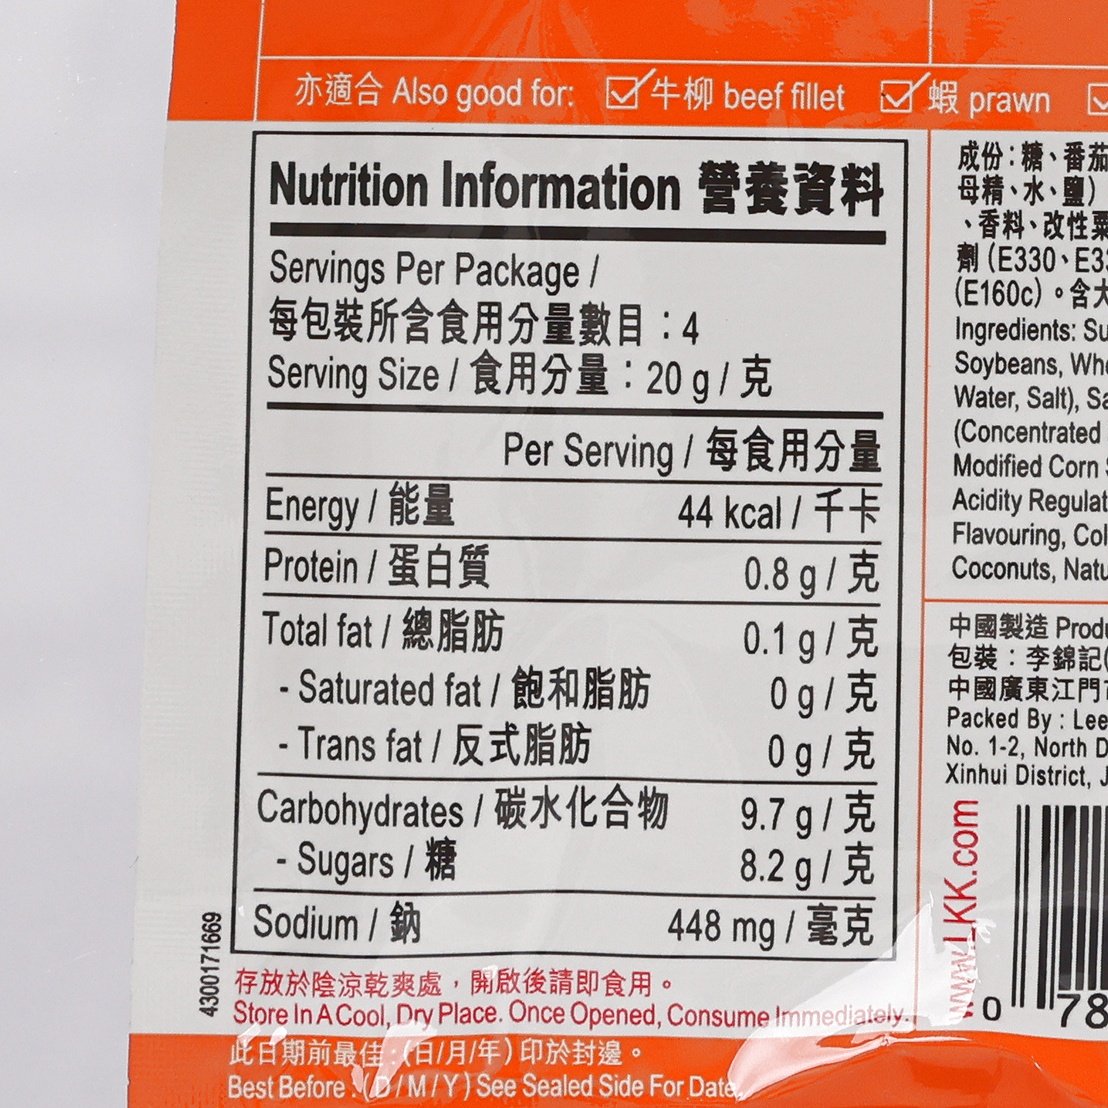 亦適合 Also good for: 牛柳 beef fillet 蝦 prawn
Nutrition Information 營養資料
Servings Per Package /
每包裝所含食用分量數目：4
Serving Size / 食用分量：20 g / 克
Per Serving / 每食用分量
Energy / 能量 44 kcal / 千卡
Protein / 蛋白質 0.8 g / 克
Total fat / 總脂肪 0.1 g / 克
- Saturated fat / 飽和脂肪 0 g / 克
- Trans fat / 反式脂肪 0 g / 克
Carbohydrates / 碳水化合物 9.7 g / 克
- Sugars / 糖 8.2 g / 克
Sodium / 鈉 448 mg / 毫克
4300171669
存放於陰涼乾爽處，開啟後請即食用。
Store In A Cool, Dry Place. Once Opened, Consume Immediately.
此日期前最佳：(日/月/年) 印於封邊。
Best Before : (D/M/Y) See Sealed Side For Date.
成份：糖、番茄
母精、水、鹽)
、香料、改性粟
劑 (E330、E33
(E160c)。含大
Ingredients: Su
Soybeans, Whe
Water, Salt), Sa
(Concentrated
Modified Corn S
Acidity Regulat
Flavouring, Col
Coconuts, Natu
中國製造 Produ
包裝：李錦記(
中國廣東江門市
Packed By : Lee
No. 1-2, North D
Xinhui District, J
www.LKK.com
0 78